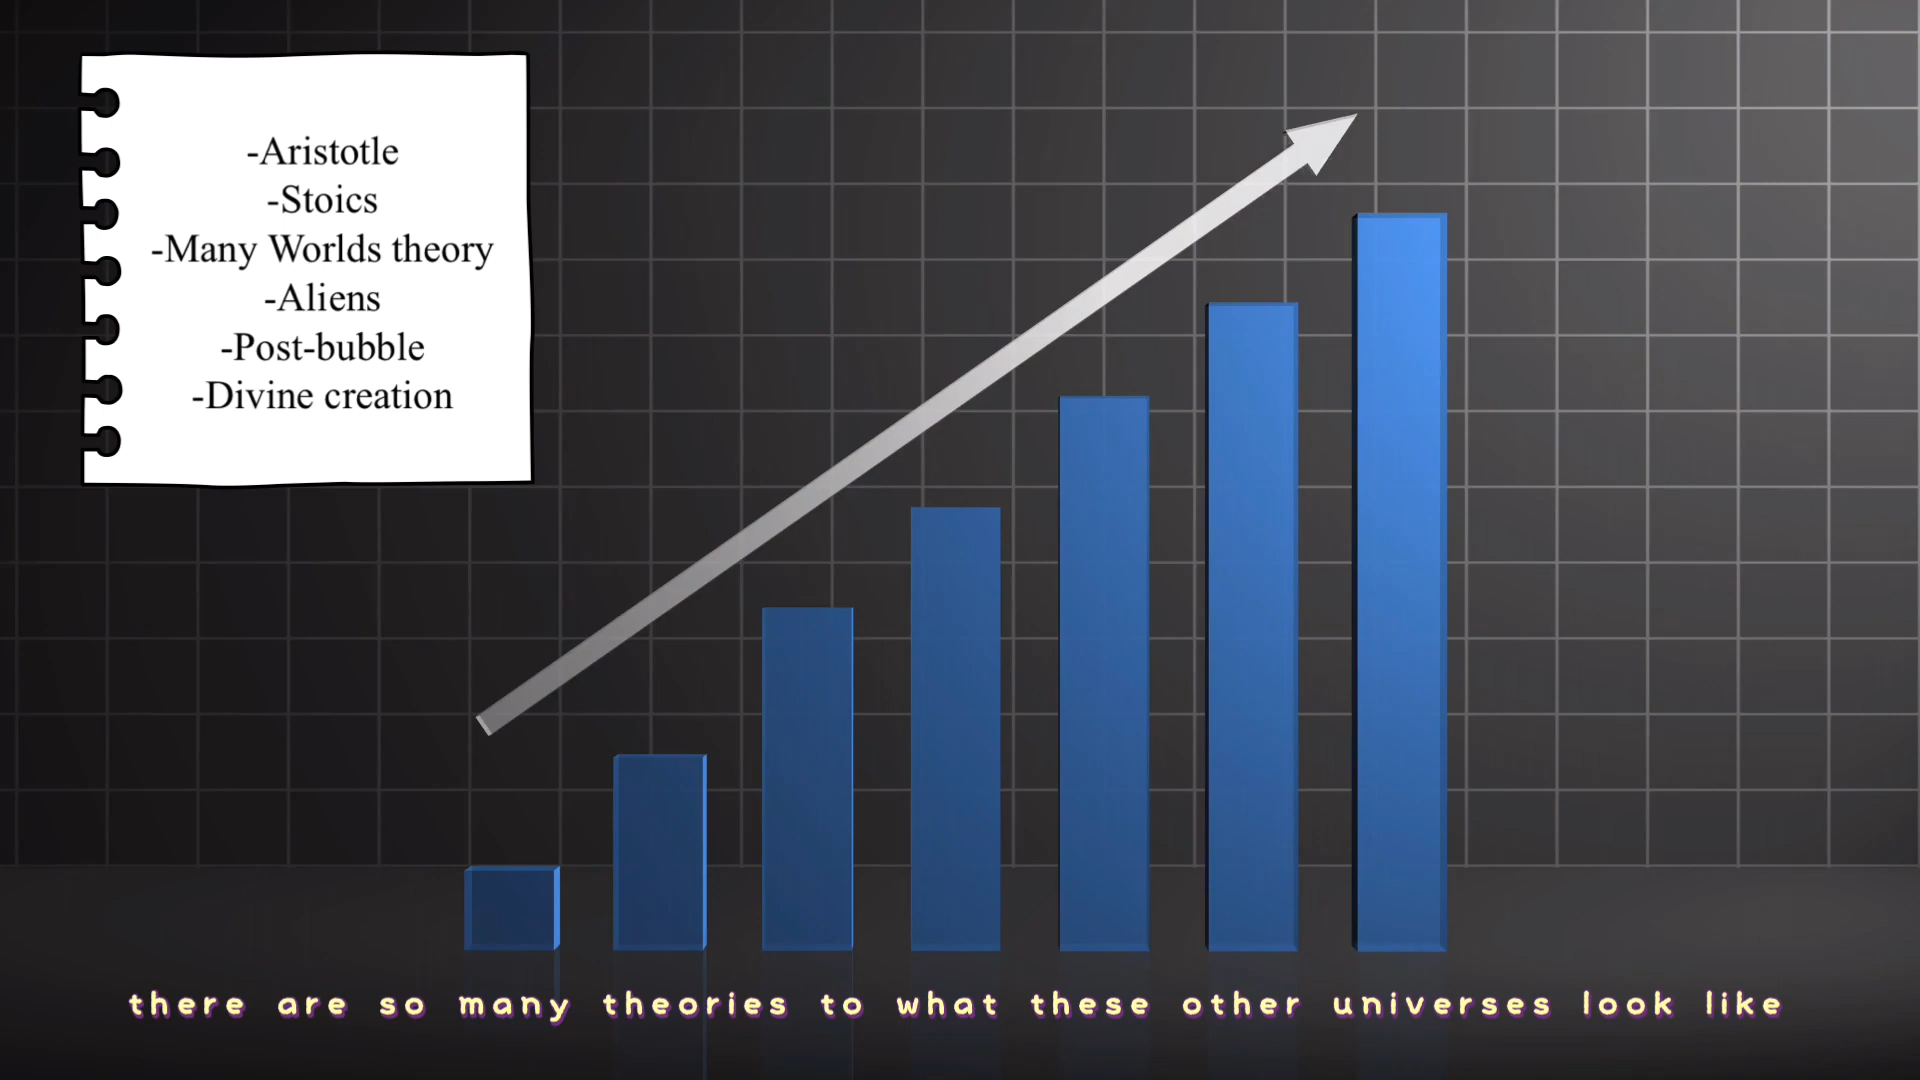 -Aristotle
-Stoics
-Many Worlds theory
-Aliens
-Post-bubble
-Divine creation
there are so many theories to what these other universes look like